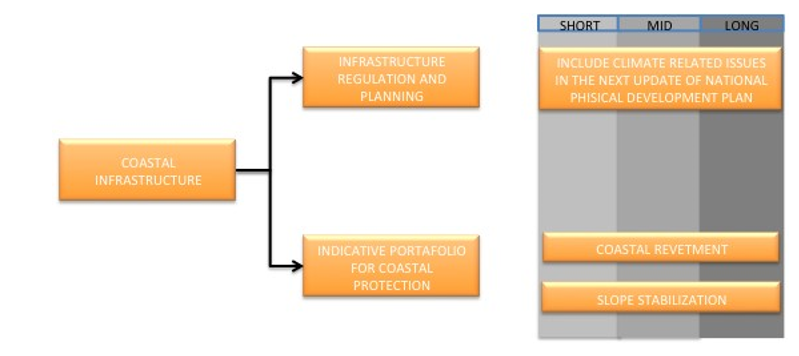 SHORT MID LONG
INFRASTRUCTURE
REGULATION AND
PLANNING
INCLUDE CLIMATE RELATED ISSUES
IN THE NEXT UPDATE OF NATIONAL
PHISICAL DEVELOPMENT PLAN
COASTAL
INFRASTRUCTURE
INDICATIVE PORTAFOLIO
FOR COASTAL
PROTECTION
COASTAL REVETMENT
SLOPE STABILIZATION